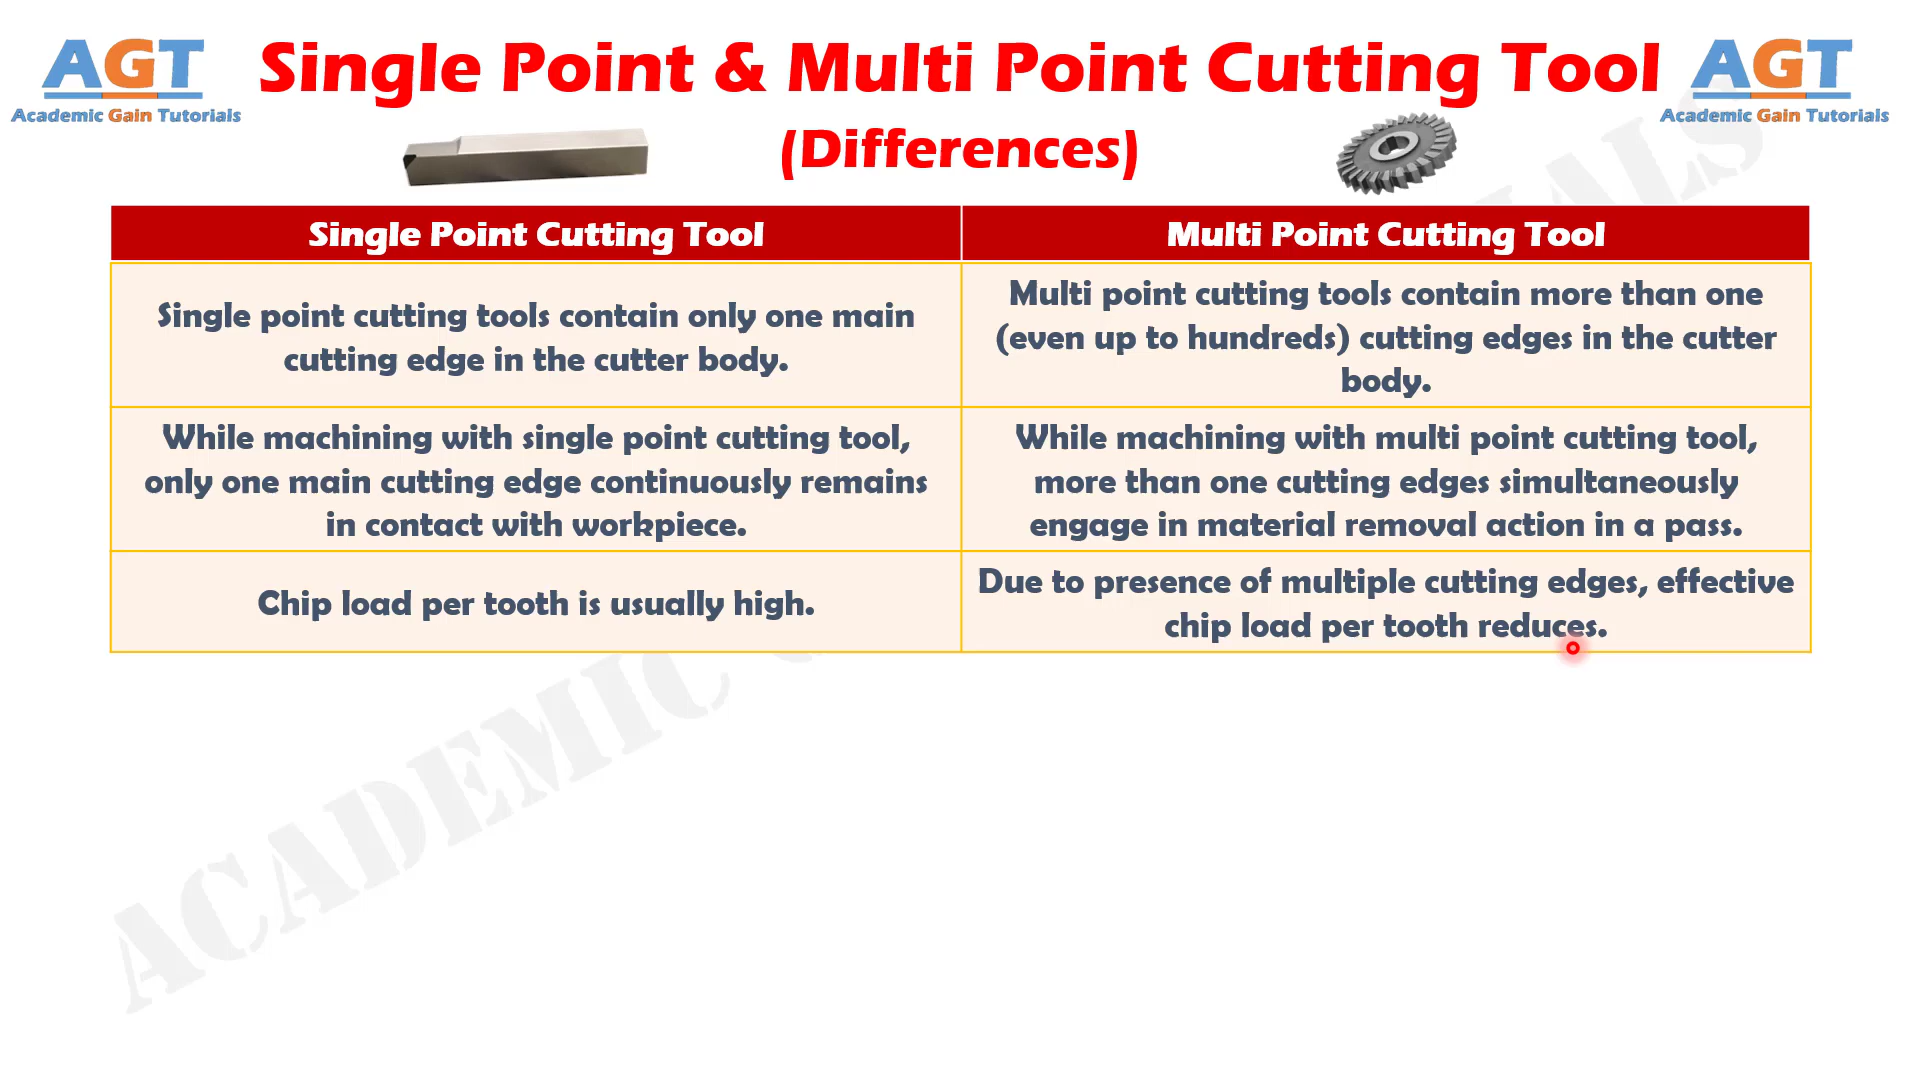 AGT
Academic Gain Tutorials
Single Point & Multi Point Cutting Tool
(Differences)
AGT
Academic Gain Tutorials
Single Point Cutting Tool
Multi Point Cutting Tool
Single point cutting tools contain only one main
cutting edge in the cutter body.
Multi point cutting tools contain more than one
(even up to hundreds) cutting edges in the cutter
body.
While machining with single point cutting tool,
only one main cutting edge continuously remains
in contact with workpiece.
While machining with multi point cutting tool,
more than one cutting edges simultaneously
engage in material removal action in a pass.
Chip load per tooth is usually high.
Due to presence of multiple cutting edges, effective
chip load per tooth reduces.
ACADEMIC